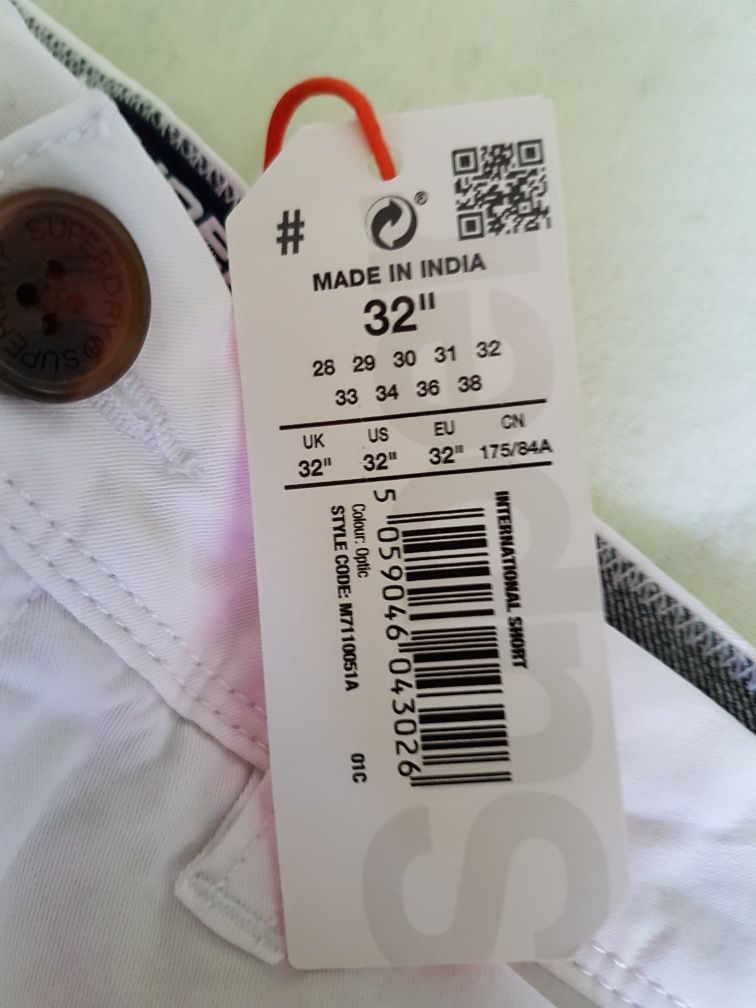 #
®
MADE IN INDIA
32"
28 29 30 31 32
33 34 36 38
UK US EU CN
32" 32" 32" 175/84A
INTERNATIONAL SHORT
5 059046 043026
Colour: Optic
STYLE CODE: M7110051A
01C
SUPERDRY
SUPER